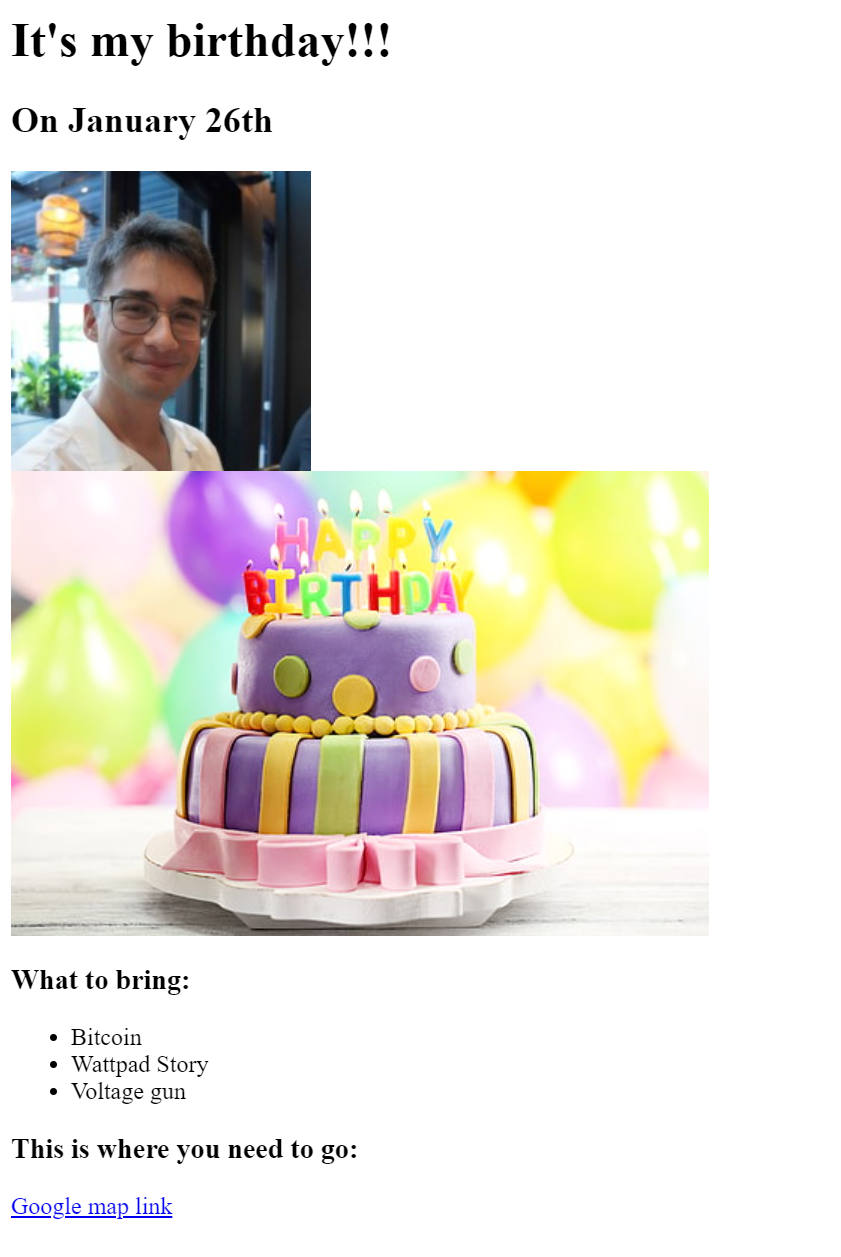 It's my birthday!!!
On January 26th
HAPPY
BIRTHDAY
What to bring:
Bitcoin
Wattpad Story
Voltage gun
This is where you need to go:
Google map link